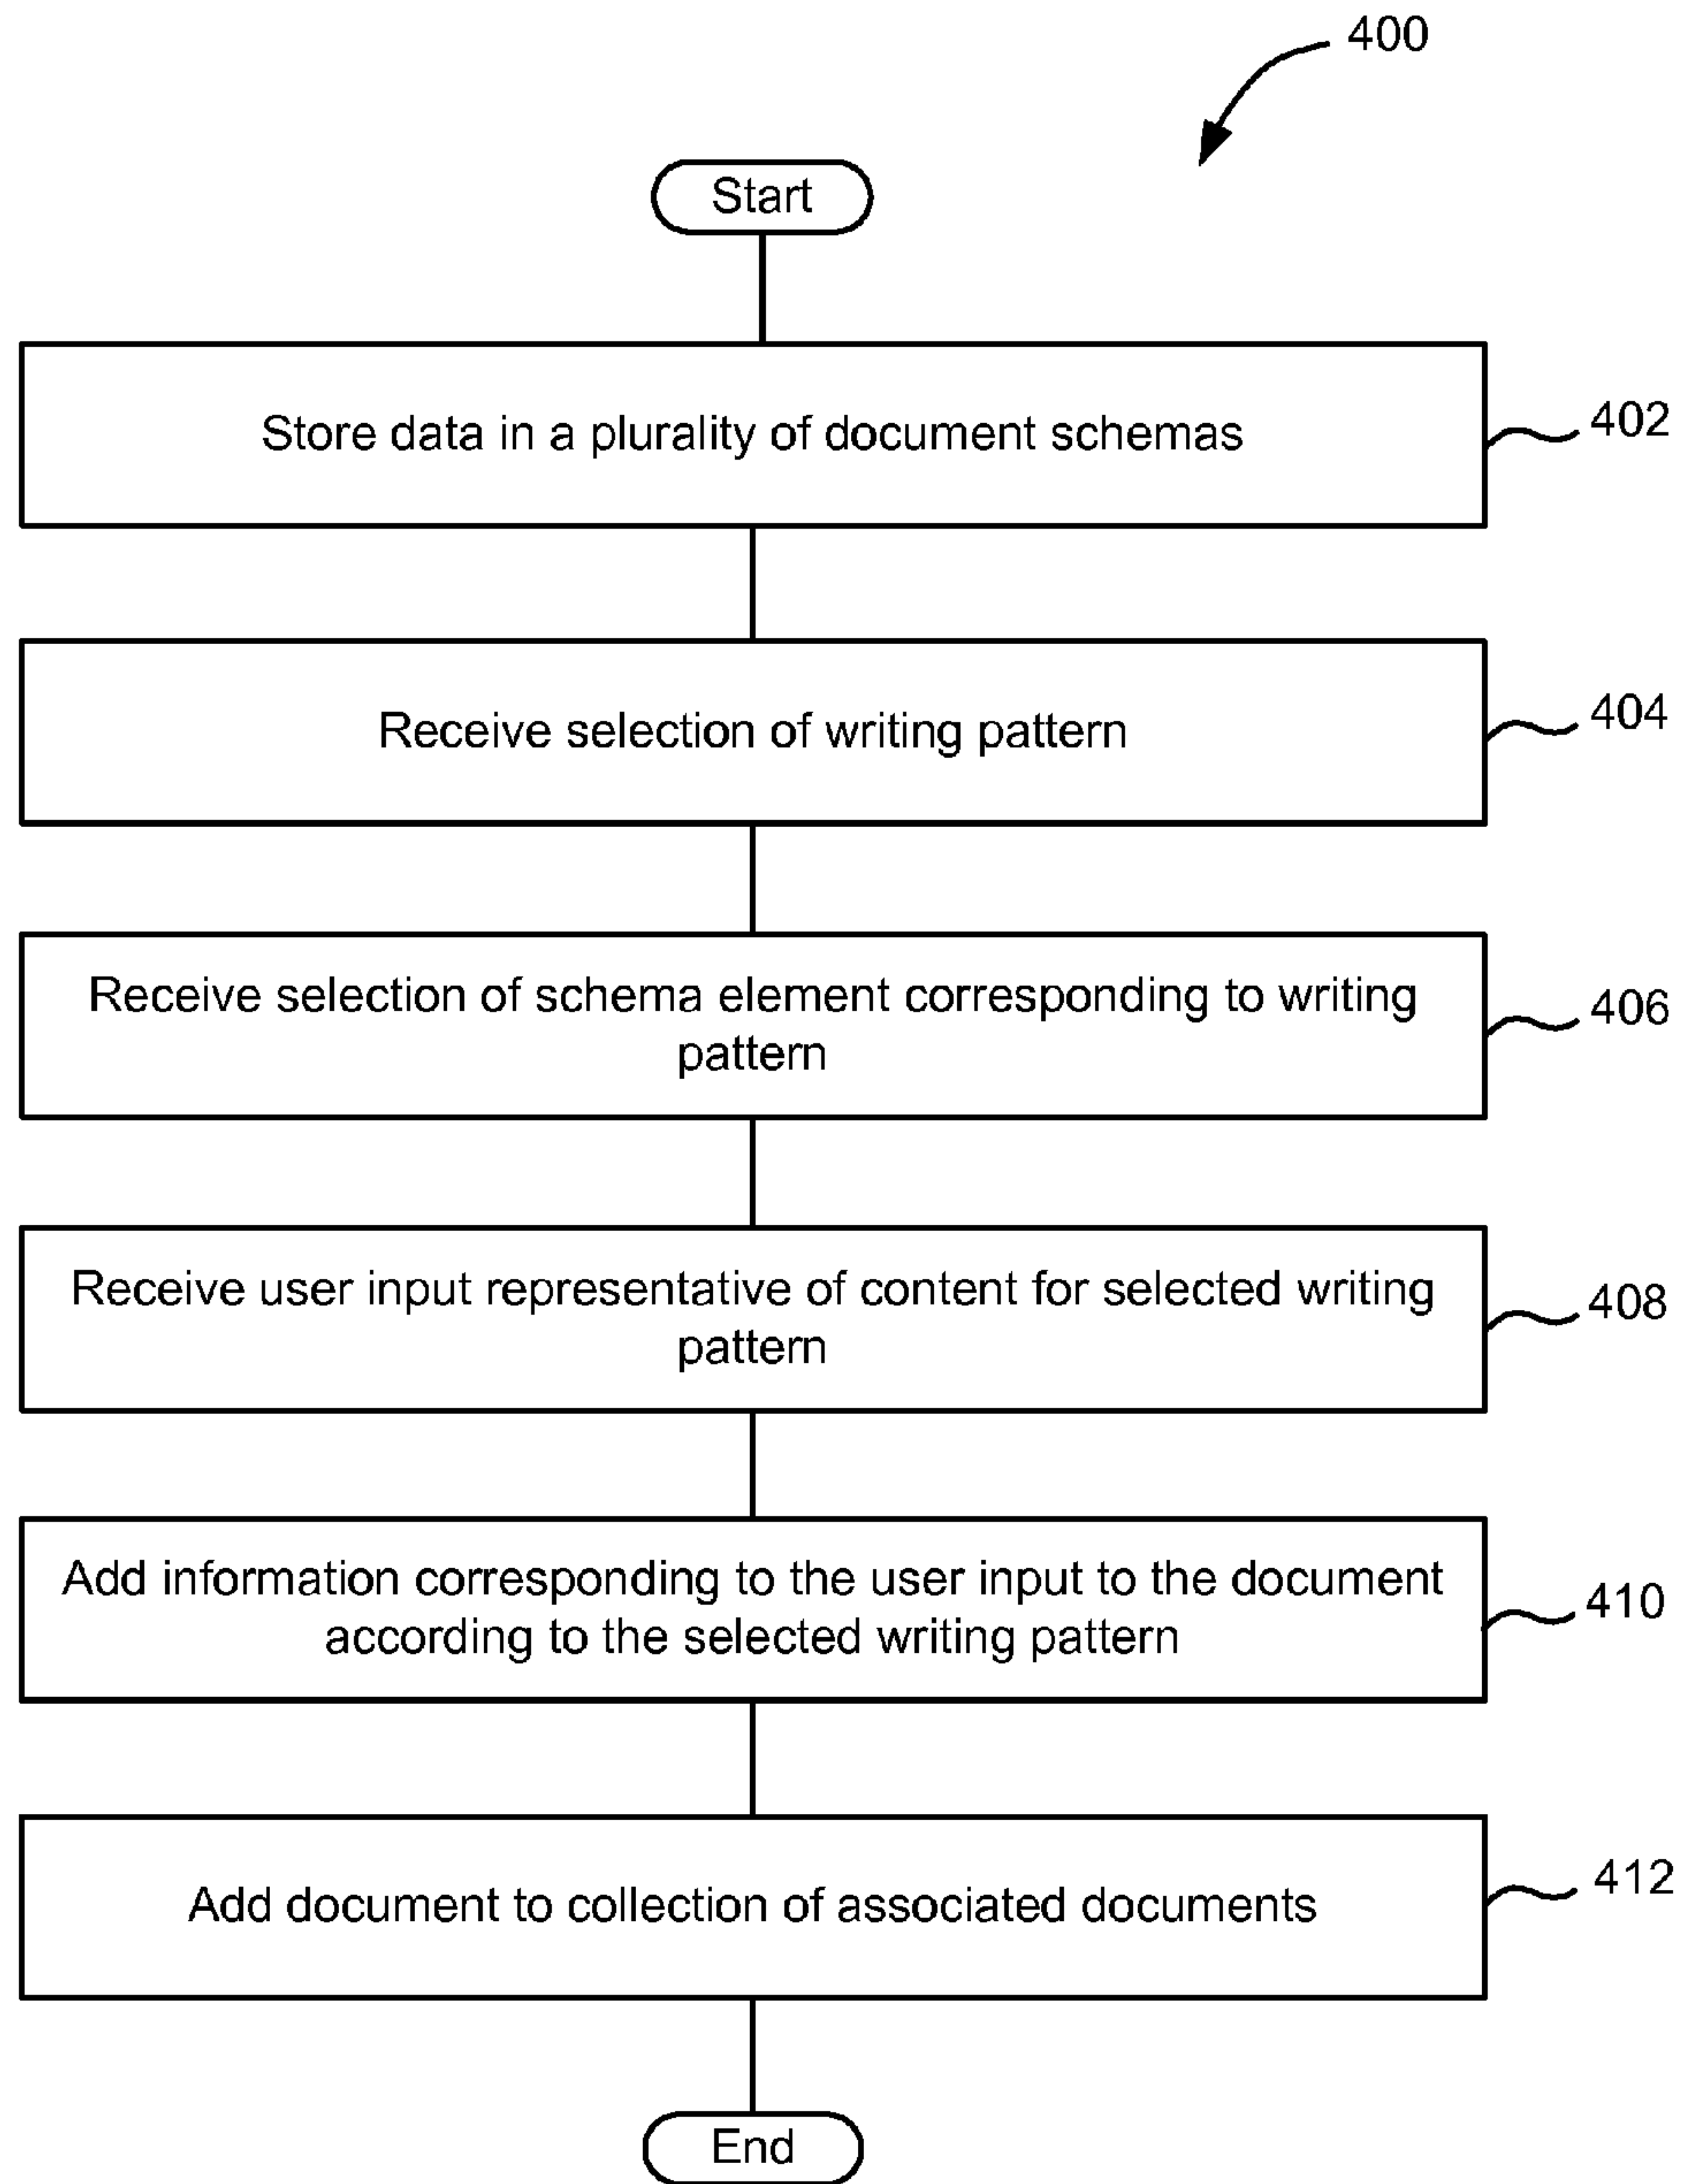 400
Start
Store data in a plurality of document schemas
402
Receive selection of writing pattern
404
Receive selection of schema element corresponding to writing
pattern
406
Receive user input representative of content for selected writing
pattern
408
Add information corresponding to the user input to the document
according to the selected writing pattern
410
Add document to collection of associated documents
412
End